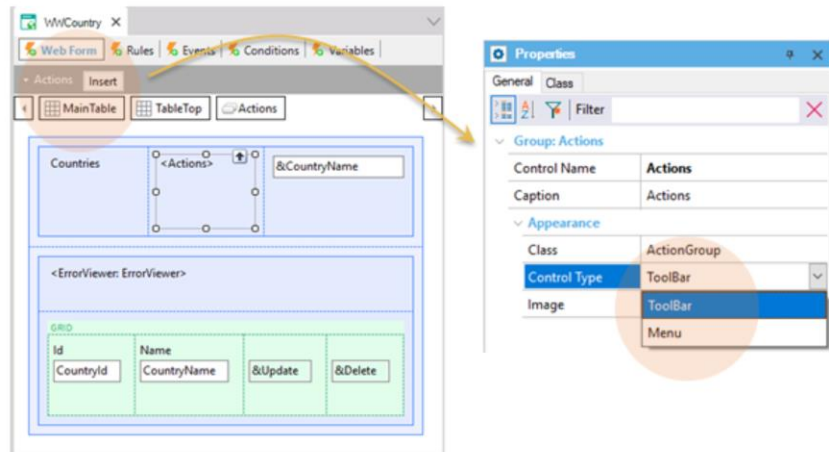 WWCountry
Web Form Rules Events Conditions Variables
Actions Insert
MainTable TableTop Actions
Countries <Actions> &CountryName
<ErrorViewer: ErrorViewer>
GRID
Id Name
CountryId CountryName &Update &Delete
Properties
General Class
Filter
Group: Actions
Control Name Actions
Caption Actions
Appearance
Class ActionGroup
Control Type ToolBar
Image ToolBar
Menu